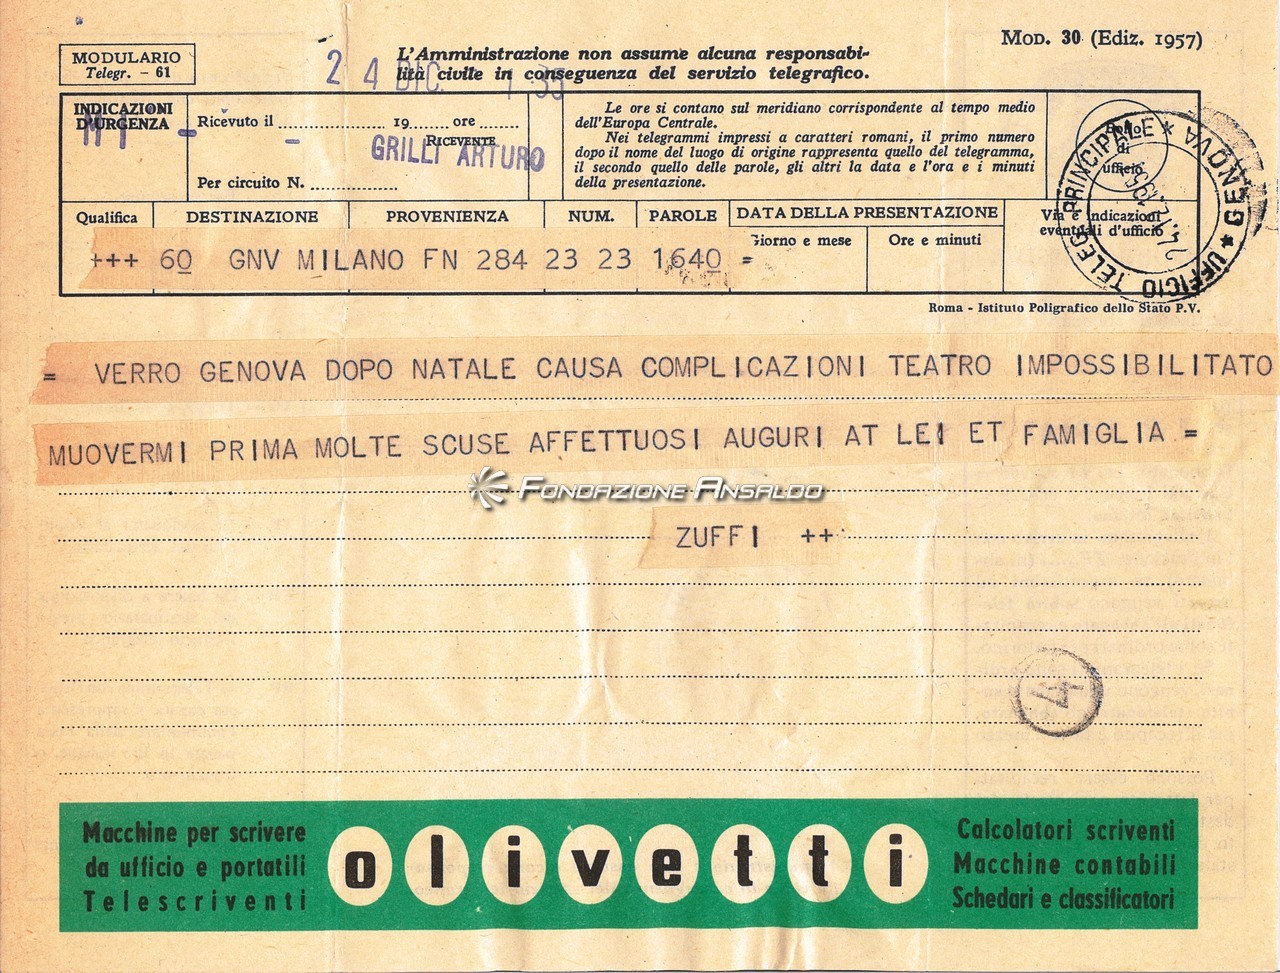 MODULARIO
Telegr. - 61
Mod. 30 (Ediz. 1957)
L'Amministrazione non assume alcuna responsabi-
lità civile in conseguenza del servizio telegrafico.
2 4 DIC.
INDICAZIONI
D'URGENZA
MI -
Ricevuto il 19 ore
RICEVENTE
- GRILLI ARTURO
Per circuito N.
Le ore si contano sul meridiano corrispondente al tempo medio
dell'Europa Centrale.
Nei telegrammi impressi a caratteri romani, il primo numero
dopo il nome del luogo di origine rappresenta quello del telegramma,
il secondo quello delle parole, gli altri la data e l'ora e i minuti
della presentazione.
Bollo
di
ufficio
UFFICIO TELEG. PRINCIPALE * GENOVA *
Qualifica
DESTINAZIONE
PROVENIENZA
NUM.
PAROLE
DATA DELLA PRESENTAZIONE
Giorno e mese
Ore e minuti
Via e indicazioni
eventuali d'ufficio
+++ 60 GNV MILANO FN 284 23 23 1640 =
Roma - Istituto Poligrafico dello Stato P.V.
= VERRO GENOVA DOPO NATALE CAUSA COMPLICAZIONI TEATRO IMPOSSIBILITATO
MUOVERMI PRIMA MOLTE SCUSE AFFETTUOSI AUGURI AT LEI ET FAMIGLIA =
Fondazione Ansaldo
ZUFFI ++
4
Macchine per scrivere
da ufficio e portatili
Telescriventi
olivetti
Calcolatori scriventi
Macchine contabili
Schedari e classificatori